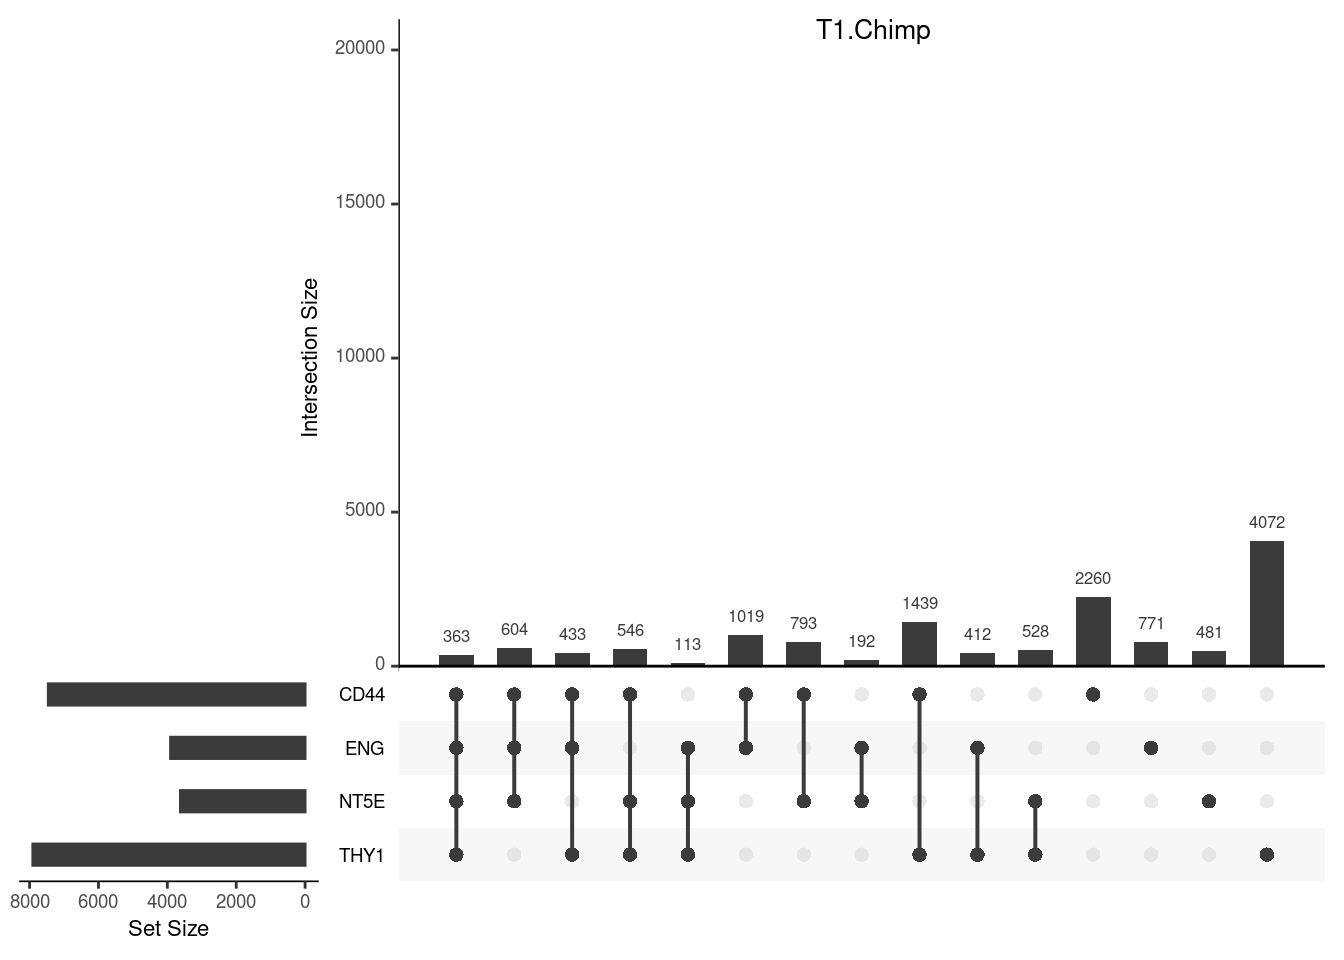 T1.Chimp
20000
15000
10000
5000
0
Intersection Size
363 604 433 546 113 1019 793 192 1439 412 528 2260 771 481 4072
CD44
ENG
NT5E
THY1
8000 6000 4000 2000 0
Set Size